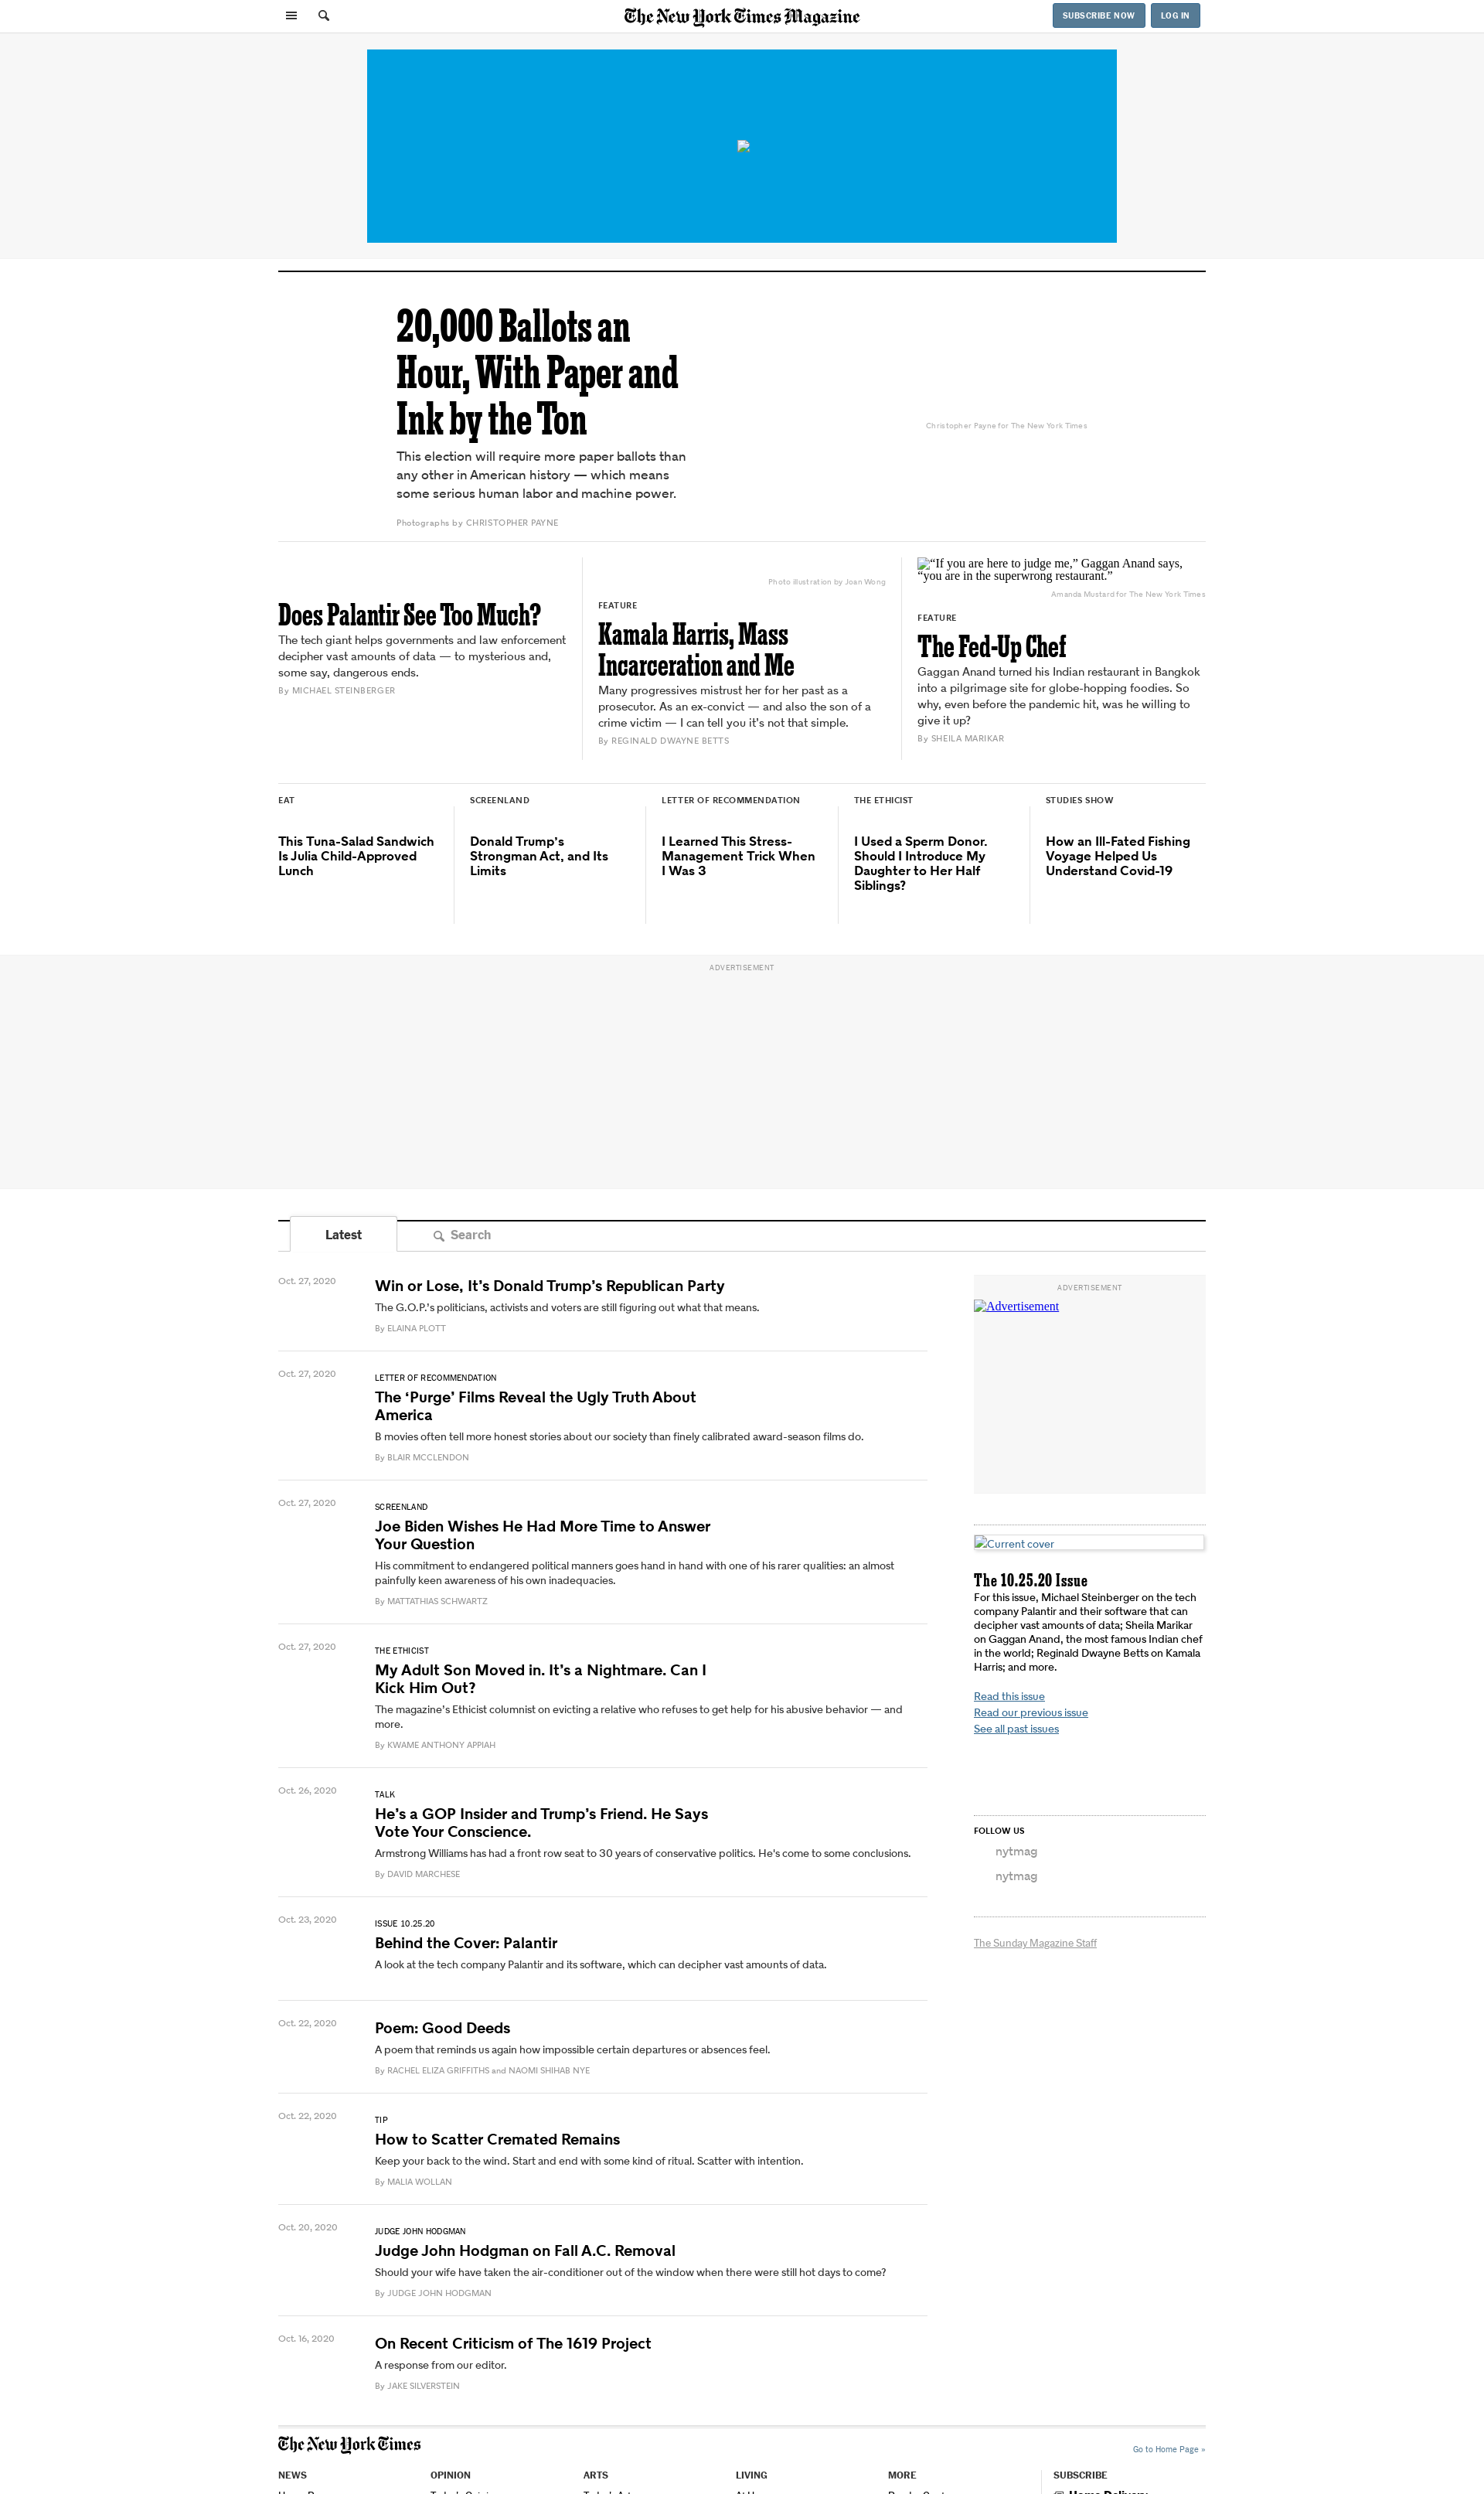 The New York Times Magazine
SUBSCRIBE NOW
LOG IN
20,000 Ballots an
Hour, With Paper and
Ink by the Ton
This election will require more paper ballots than
any other in American history — which means
some serious human labor and machine power.
Photographs by CHRISTOPHER PAYNE
Christopher Payne for The New York Times
Does Palantir See Too Much?
The tech giant helps governments and law enforcement
decipher vast amounts of data — to mysterious and,
some say, dangerous ends.
By MICHAEL STEINBERGER
Photo illustration by Joan Wong
FEATURE
Kamala Harris, Mass
Incarceration and Me
Many progressives mistrust her for her past as a
prosecutor. As an ex-convict — and also the son of a
crime victim — I can tell you it’s not that simple.
By REGINALD DWAYNE BETTS
“If you are here to judge me,” Gaggan Anand says,
“you are in the superwrong restaurant.”
Amanda Mustard for The New York Times
FEATURE
The Fed-Up Chef
Gaggan Anand turned his Indian restaurant in Bangkok
into a pilgrimage site for globe-hopping foodies. So
why, even before the pandemic hit, was he willing to
give it up?
By SHEILA MARIKAR
EAT
This Tuna-Salad Sandwich
Is Julia Child-Approved
Lunch
SCREENLAND
Donald Trump’s
Strongman Act, and Its
Limits
LETTER OF RECOMMENDATION
I Learned This Stress-
Management Trick When
I Was 3
THE ETHICIST
I Used a Sperm Donor.
Should I Introduce My
Daughter to Her Half
Siblings?
STUDIES SHOW
How an Ill-Fated Fishing
Voyage Helped Us
Understand Covid-19
ADVERTISEMENT
Latest
Search
Oct. 27, 2020
Win or Lose, It’s Donald Trump’s Republican Party
The G.O.P.’s politicians, activists and voters are still figuring out what that means.
By ELAINA PLOTT
Oct. 27, 2020
LETTER OF RECOMMENDATION
The ‘Purge’ Films Reveal the Ugly Truth About
America
B movies often tell more honest stories about our society than finely calibrated award-season films do.
By BLAIR MCCLENDON
Oct. 27, 2020
SCREENLAND
Joe Biden Wishes He Had More Time to Answer
Your Question
His commitment to endangered political manners goes hand in hand with one of his rarer qualities: an almost
painfully keen awareness of his own inadequacies.
By MATTATHIAS SCHWARTZ
Oct. 27, 2020
THE ETHICIST
My Adult Son Moved in. It’s a Nightmare. Can I
Kick Him Out?
The magazine’s Ethicist columnist on evicting a relative who refuses to get help for his abusive behavior — and
more.
By KWAME ANTHONY APPIAH
Oct. 26, 2020
TALK
He’s a GOP Insider and Trump’s Friend. He Says
Vote Your Conscience.
Armstrong Williams has had a front row seat to 30 years of conservative politics. He's come to some conclusions.
By DAVID MARCHESE
Oct. 23, 2020
ISSUE 10.25.20
Behind the Cover: Palantir
A look at the tech company Palantir and its software, which can decipher vast amounts of data.
Oct. 22, 2020
Poem: Good Deeds
A poem that reminds us again how impossible certain departures or absences feel.
By RACHEL ELIZA GRIFFITHS and NAOMI SHIHAB NYE
Oct. 22, 2020
TIP
How to Scatter Cremated Remains
Keep your back to the wind. Start and end with some kind of ritual. Scatter with intention.
By MALIA WOLLAN
Oct. 20, 2020
JUDGE JOHN HODGMAN
Judge John Hodgman on Fall A.C. Removal
Should your wife have taken the air-conditioner out of the window when there were still hot days to come?
By JUDGE JOHN HODGMAN
Oct. 16, 2020
On Recent Criticism of The 1619 Project
A response from our editor.
By JAKE SILVERSTEIN
ADVERTISEMENT
Advertisement
Current cover
The 10.25.20 Issue
For this issue, Michael Steinberger on the tech
company Palantir and their software that can
decipher vast amounts of data; Sheila Marikar
on Gaggan Anand, the most famous Indian chef
in the world; Reginald Dwayne Betts on Kamala
Harris; and more.
Read this issue
Read our previous issue
See all past issues
FOLLOW US
nytmag
nytmag
The Sunday Magazine Staff
The New York Times
Go to Home Page »
NEWS
OPINION
ARTS
LIVING
MORE
SUBSCRIBE
Home Delivery